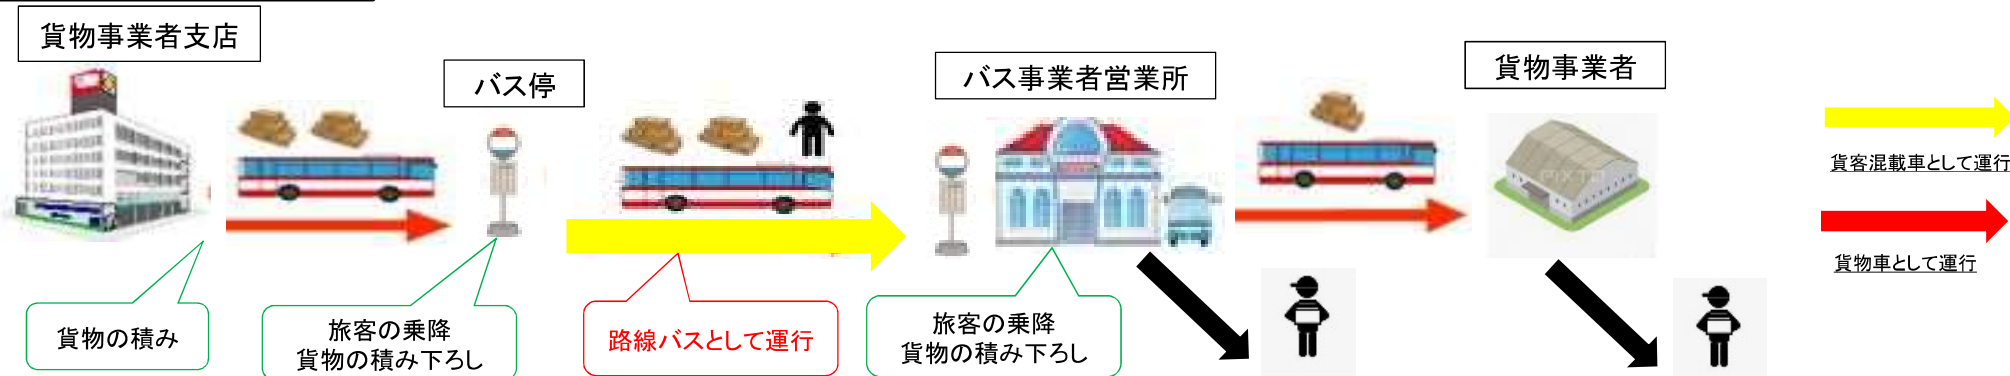 貨物事業者支店
バス停
バス事業者営業所
貨物事業者
貨客混載車として運行
貨物車として運行
貨物の積み
旅客の乗降
貨物の積み下ろし
路線バスとして運行
旅客の乗降
貨物の積み下ろし
PIXTA